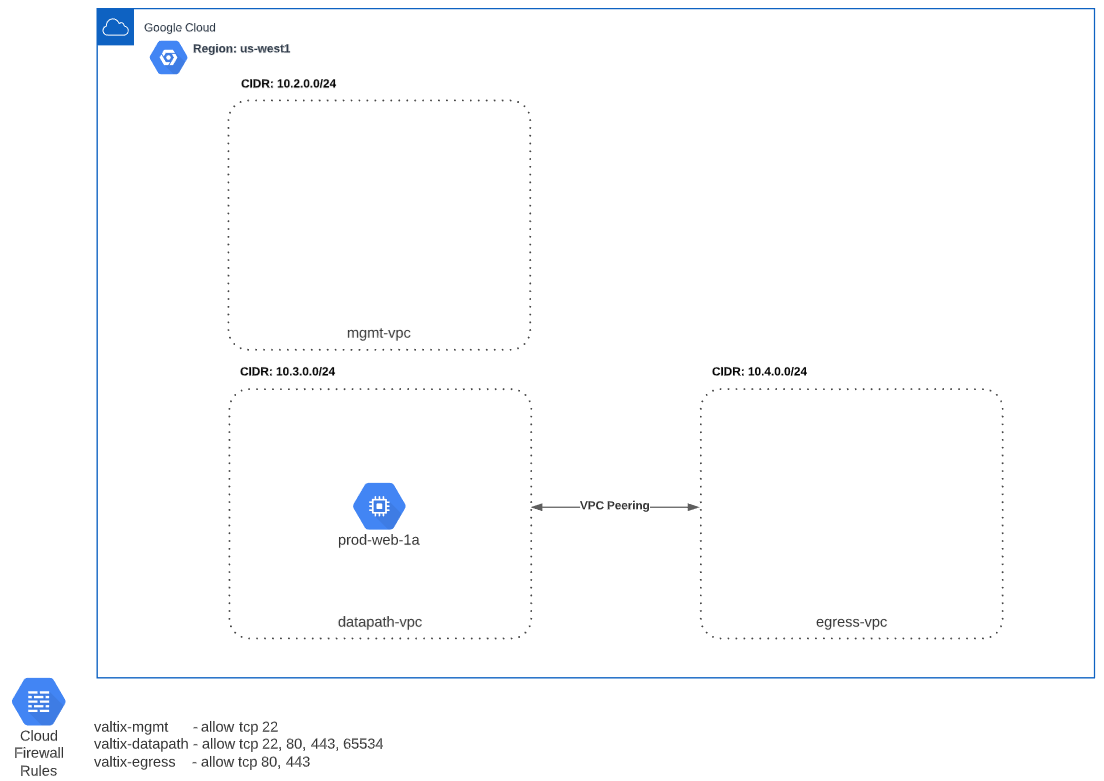 Google Cloud
Region: us-west1
CIDR: 10.2.0.0/24
mgmt-vpc
CIDR: 10.3.0.0/24
CIDR: 10.4.0.0/24
VPC Peering
prod-web-1a
datapath-vpc
egress-vpc
Cloud
Firewall
Rules
valtix-mgmt - allow tcp 22
valtix-datapath - allow tcp 22, 80, 443, 65534
valtix-egress - allow tcp 80, 443